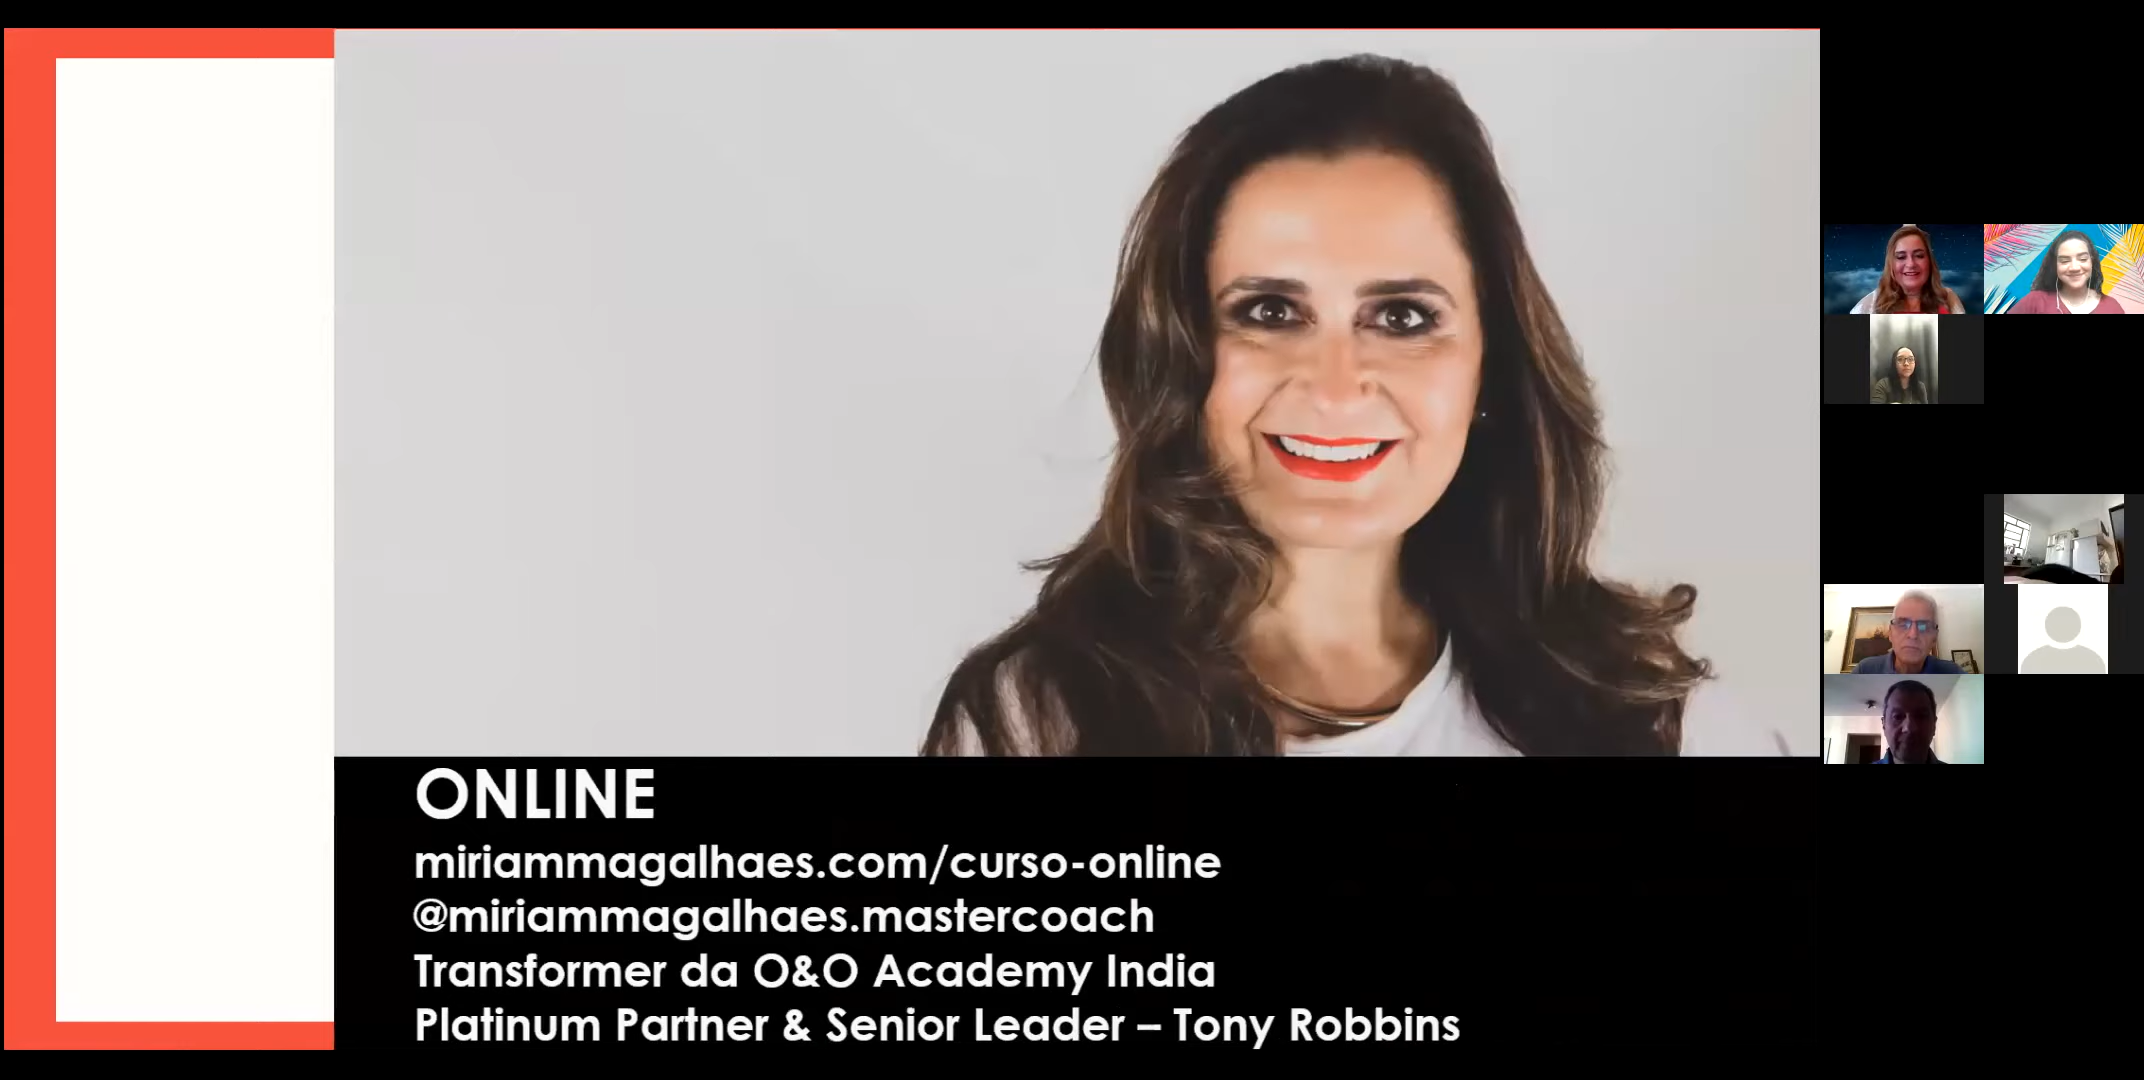 ONLINE
miriammagalhaes.com/curso-online
@miriammagalhaes.mastercoach
Transformer da O&O Academy India
Platinum Partner & Senior Leader – Tony Robbins